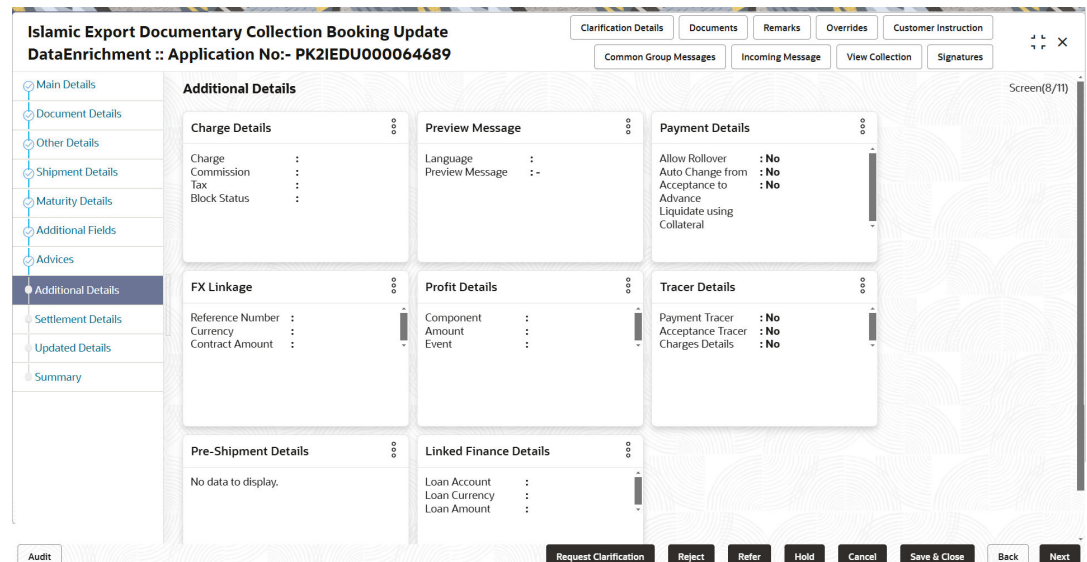 Islamic Export Documentary Collection Booking Update
DataEnrichment :: Application No:- PK2IEDU000064689
Clarification Details
Documents
Remarks
Overrides
Customer Instruction
Common Group Messages
Incoming Message
View Collection
Signatures
Main Details
Document Details
Other Details
Shipment Details
Maturity Details
Additional Fields
Advices
Additional Details
Settlement Details
Updated Details
Summary
Additional Details
Screen(8/11)
Charge Details
Charge :
Commission :
Tax :
Block Status :
Preview Message
Language :
Preview Message : -
Payment Details
Allow Rollover : No
Auto Change from : No
Acceptance to : No
Advance
Liquidate using
Collateral
FX Linkage
Reference Number :
Currency :
Contract Amount :
Profit Details
Component :
Amount :
Event :
Tracer Details
Payment Tracer : No
Acceptance Tracer : No
Charges Details : No
Pre-Shipment Details
No data to display.
Linked Finance Details
Loan Account :
Loan Currency :
Loan Amount :
Audit
Request Clarification
Reject
Refer
Hold
Cancel
Save & Close
Back
Next